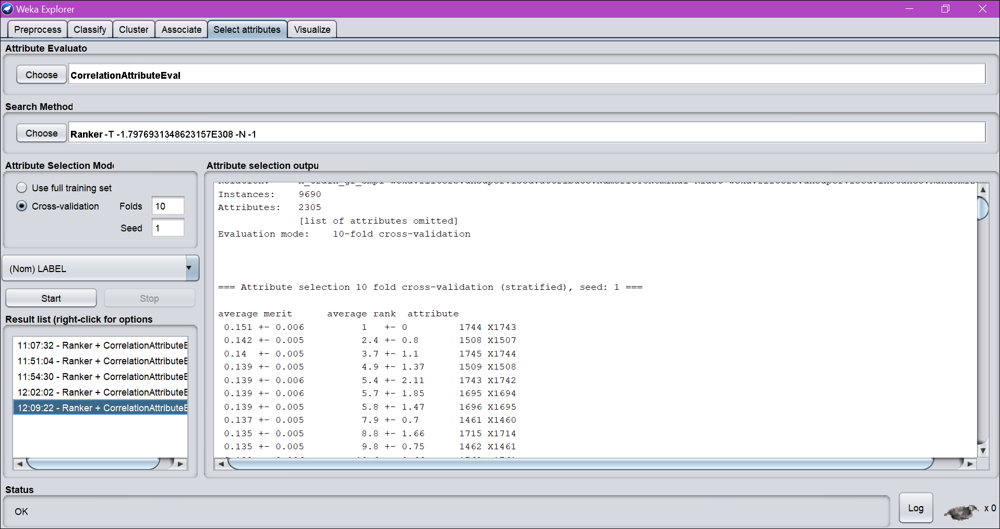 Weka Explorer
Preprocess Classify Cluster Associate Select attributes Visualize
Attribute Evaluato
Choose CorrelationAttributeEval
Search Method
Choose Ranker -T -1.7976931348623157E308 -N -1
Attribute Selection Mod
Use full training set
Cross-validation Folds 10
Seed 1
(Nom) LABEL
Start Stop
Result list (right-click for options
11:07:32 - Ranker + CorrelationAttributeE
11:51:04 - Ranker + CorrelationAttributeE
11:54:30 - Ranker + CorrelationAttributeE
12:02:02 - Ranker + CorrelationAttributeE
12:09:22 - Ranker + CorrelationAttributeE
Attribute selection outpu
Instances: 9690
Attributes: 2305
[list of attributes omitted]
Evaluation mode: 10-fold cross-validation
=== Attribute selection 10 fold cross-validation (stratified), seed: 1 ===
average merit average rank attribute
0.151 +- 0.006 1 +- 0 1744 X1743
0.142 +- 0.005 2.4 +- 0.8 1508 X1507
0.14 +- 0.005 3.7 +- 1.1 1745 X1744
0.139 +- 0.005 4.9 +- 1.37 1509 X1508
0.139 +- 0.006 5.4 +- 2.11 1743 X1742
0.139 +- 0.006 5.7 +- 1.85 1695 X1694
0.139 +- 0.005 5.8 +- 1.47 1696 X1695
0.137 +- 0.005 7.9 +- 0.7 1461 X1460
0.135 +- 0.005 8.8 +- 1.66 1715 X1714
0.135 +- 0.005 9.8 +- 0.75 1462 X1461
Status
OK
Log x 0